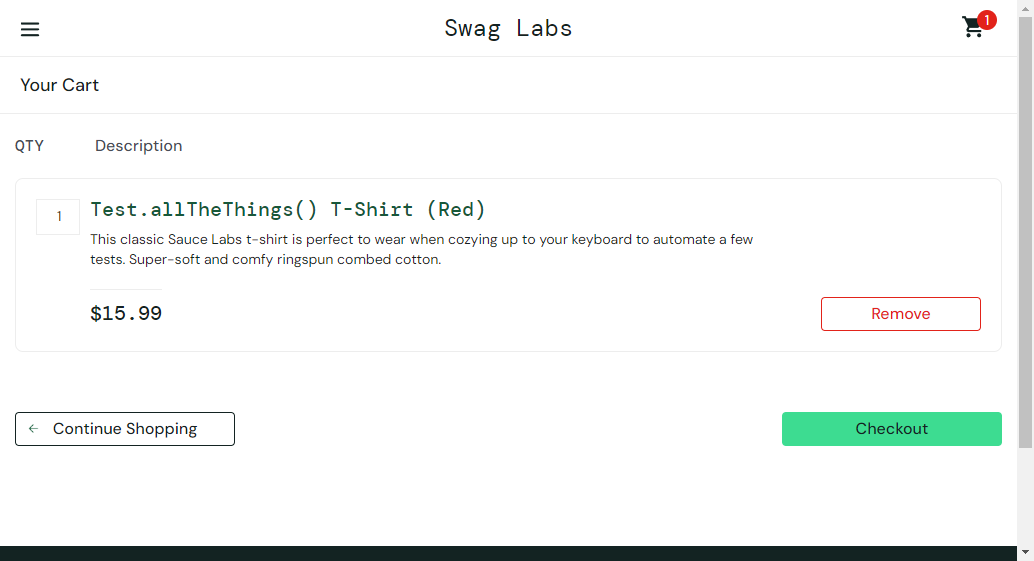 Swag Labs
1
Your Cart
QTY Description
1
Test.allTheThings() T-Shirt (Red)
This classic Sauce Labs t-shirt is perfect to wear when cozying up to your keyboard to automate a few
tests. Super-soft and comfy ringspun combed cotton.
$15.99
Remove
Continue Shopping
Checkout